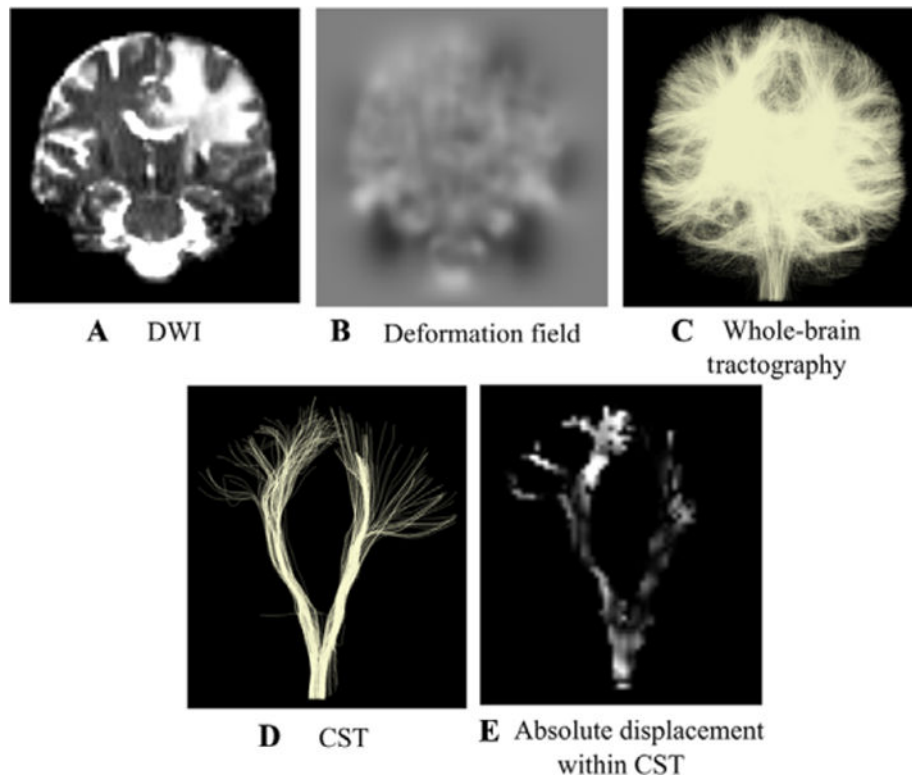 A DWI
B Deformation field
C Whole-brain
tractography
D CST
E Absolute displacement
within CST